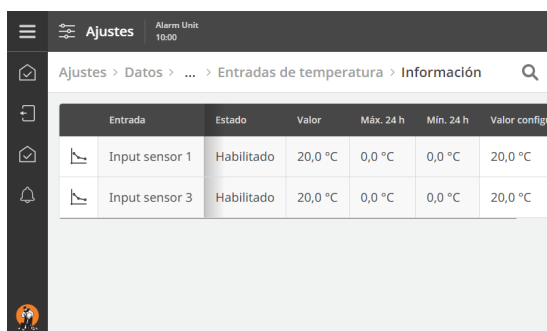 Ajustes
Alarm Unit
10:00
Ajustes > Datos > ... > Entradas de temperatura > Información
Entrada Estado Valor Máx. 24 h Mín. 24 h Valor config
Input sensor 1 Habilitado 20,0 °C 0,0 °C 0,0 °C 20,0 °C
Input sensor 3 Habilitado 20,0 °C 0,0 °C 0,0 °C 20,0 °C